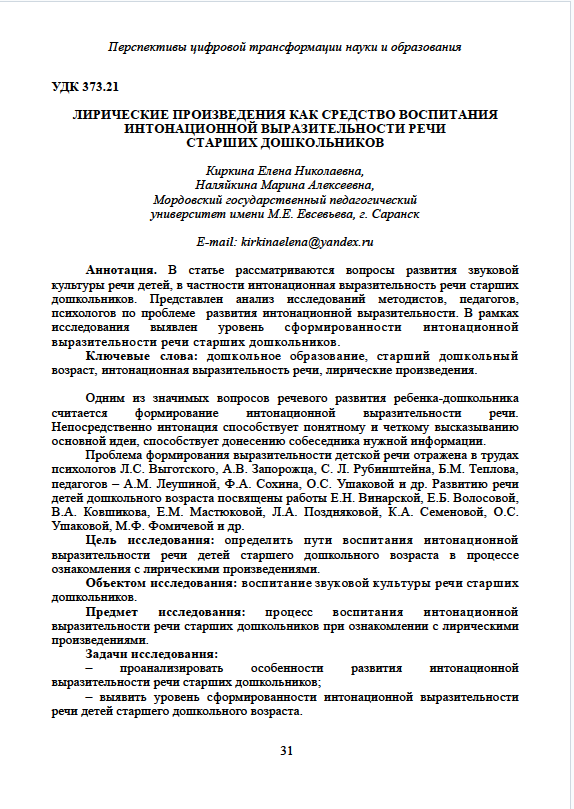 Перспективы цифровой трансформации науки и образования
УДК 373.21
ЛИРИЧЕСКИЕ ПРОИЗВЕДЕНИЯ КАК СРЕДСТВО ВОСПИТАНИЯ
ИНТОНАЦИОННОЙ ВЫРАЗИТЕЛЬНОСТИ РЕЧИ
СТАРШИХ ДОШКОЛЬНИКОВ
Киркина Елена Николаевна,
Наляйкина Марина Алексеевна,
Мордовский государственный педагогический
университет имени М.Е. Евсевьева, г. Саранск
E-mail: kirkinaelena@yandex.ru
Аннотация. В статье рассматриваются вопросы развития звуковой
культуры речи детей, в частности интонационная выразительность речи старших
дошкольников. Представлен анализ исследований методистов, педагогов,
психологов по проблеме развития интонационной выразительности. В рамках
исследования выявлен уровень сформированности интонационной
выразительности речи старших дошкольников.
Ключевые слова: дошкольное образование, старший дошкольный
возраст, интонационная выразительность речи, лирические произведения.
Одним из значимых вопросов речевого развития ребенка-дошкольника
считается формирование интонационной выразительности речи.
Непосредственно интонация способствует понятному и четкому высказыванию
основной идеи, способствует донесению собеседника нужной информации.
Проблема формирования выразительности детской речи отражена в трудах
психологов Л.С. Выготского, А.В. Запорожца, С. Л. Рубинштейна, Б.М. Теплова,
педагогов – А.М. Леушиной, Ф.А. Сохина, О.С. Ушаковой и др. Развитию речи
детей дошкольного возраста посвящены работы Е.Н. Винарской, Е.Б. Волосовой,
В.А. Ковшикова, Е.М. Мастюковой, Л.А. Поздняковой, К.А. Семеновой, О.С.
Ушаковой, М.Ф. Фомичевой и др.
Цель исследования: определить пути воспитания интонационной
выразительности речи детей старшего дошкольного возраста в процессе
ознакомления с лирическими произведениями.
Объектом исследования: воспитание звуковой культуры речи старших
дошкольников.
Предмет исследования: процесс воспитания интонационной
выразительности речи старших дошкольников при ознакомлении с лирическими
произведениями.
Задачи исследования:
– проанализировать особенности развития интонационной
выразительности речи старших дошкольников;
– выявить уровень сформированности интонационной выразительности
речи детей старшего дошкольного возраста.
31